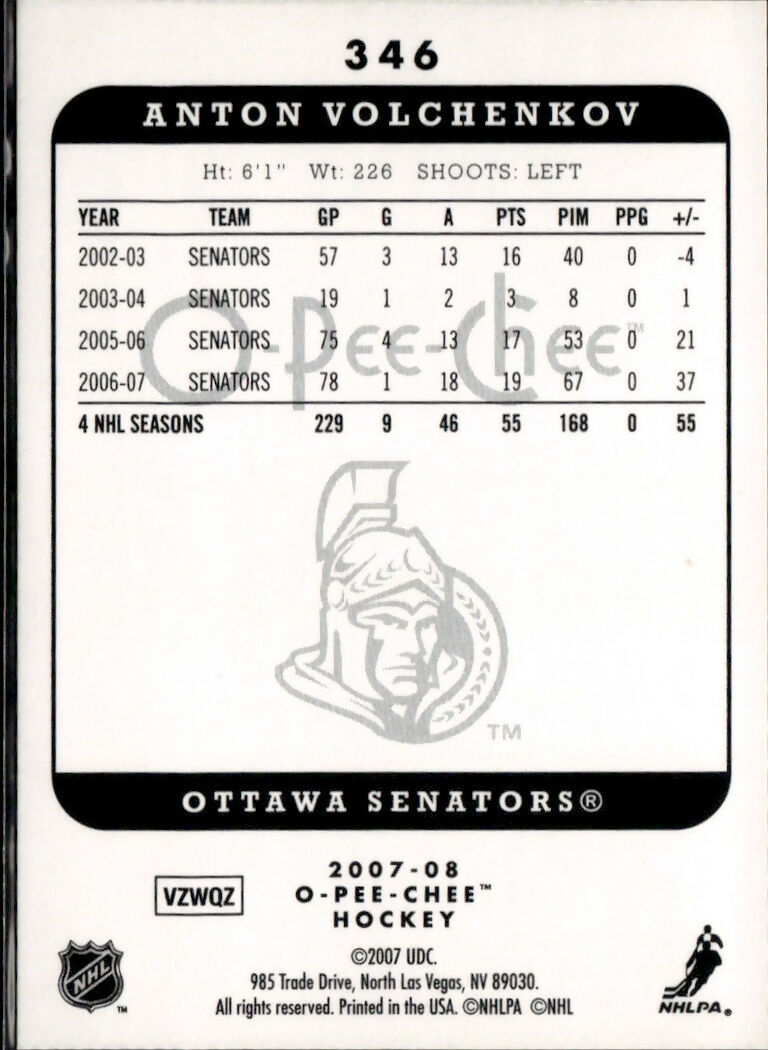 346
ANTON VOLCHENKOV
Ht: 6'1" Wt: 226 SHOOTS: LEFT
YEAR TEAM GP G A PTS PIM PPG +/-
2002-03 SENATORS 57 3 13 16 40 0 -4
2003-04 SENATORS 19 1 2 3 8 0 1
2005-06 SENATORS 75 4 13 17 53 0 21
2006-07 SENATORS 78 1 18 19 67 0 37
4 NHL SEASONS 229 9 46 55 168 0 55
O-Pee-Chee™
TM
OTTAWA SENATORS®
VZWQZ
2007-08
O-PEE-CHEE™
HOCKEY
©2007 UDC.
985 Trade Drive, North Las Vegas, NV 89030.
All rights reserved. Printed in the USA. ©NHLPA ©NHL
NHL TM
NHLPA®